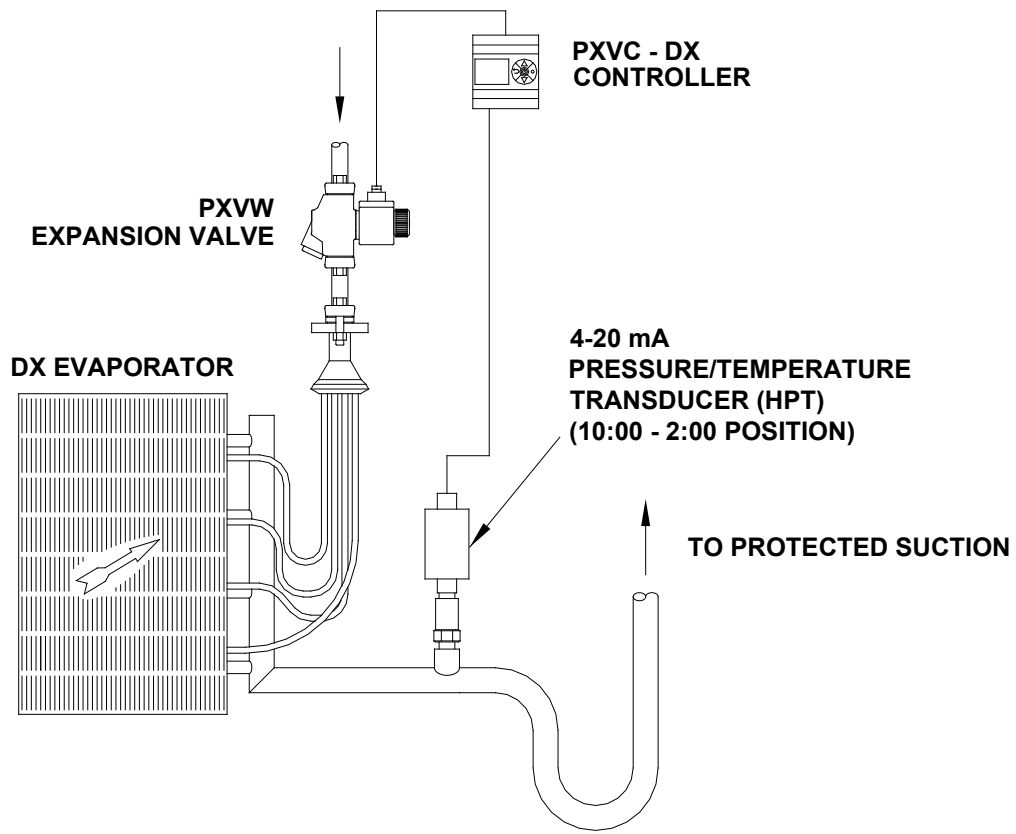 PXVC - DX
CONTROLLER
PXVW
EXPANSION VALVE
4-20 mA
PRESSURE/TEMPERATURE
TRANSDUCER (HPT)
(10:00 - 2:00 POSITION)
DX EVAPORATOR
TO PROTECTED SUCTION